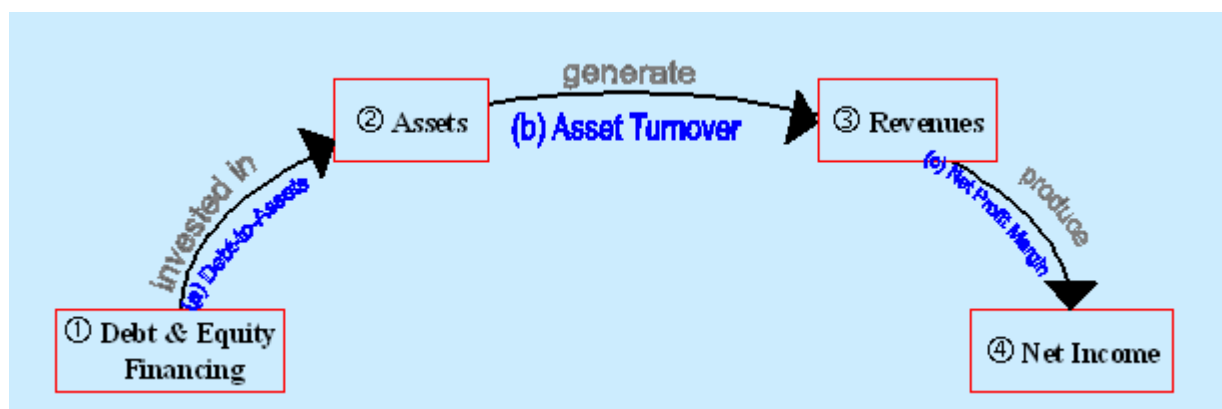 generate
② Assets
(b) Asset Turnover
③ Revenues
invested in
(a) Debt-to-Assets
(c) Net Profit Margin
produce
① Debt & Equity
Financing
④ Net Income